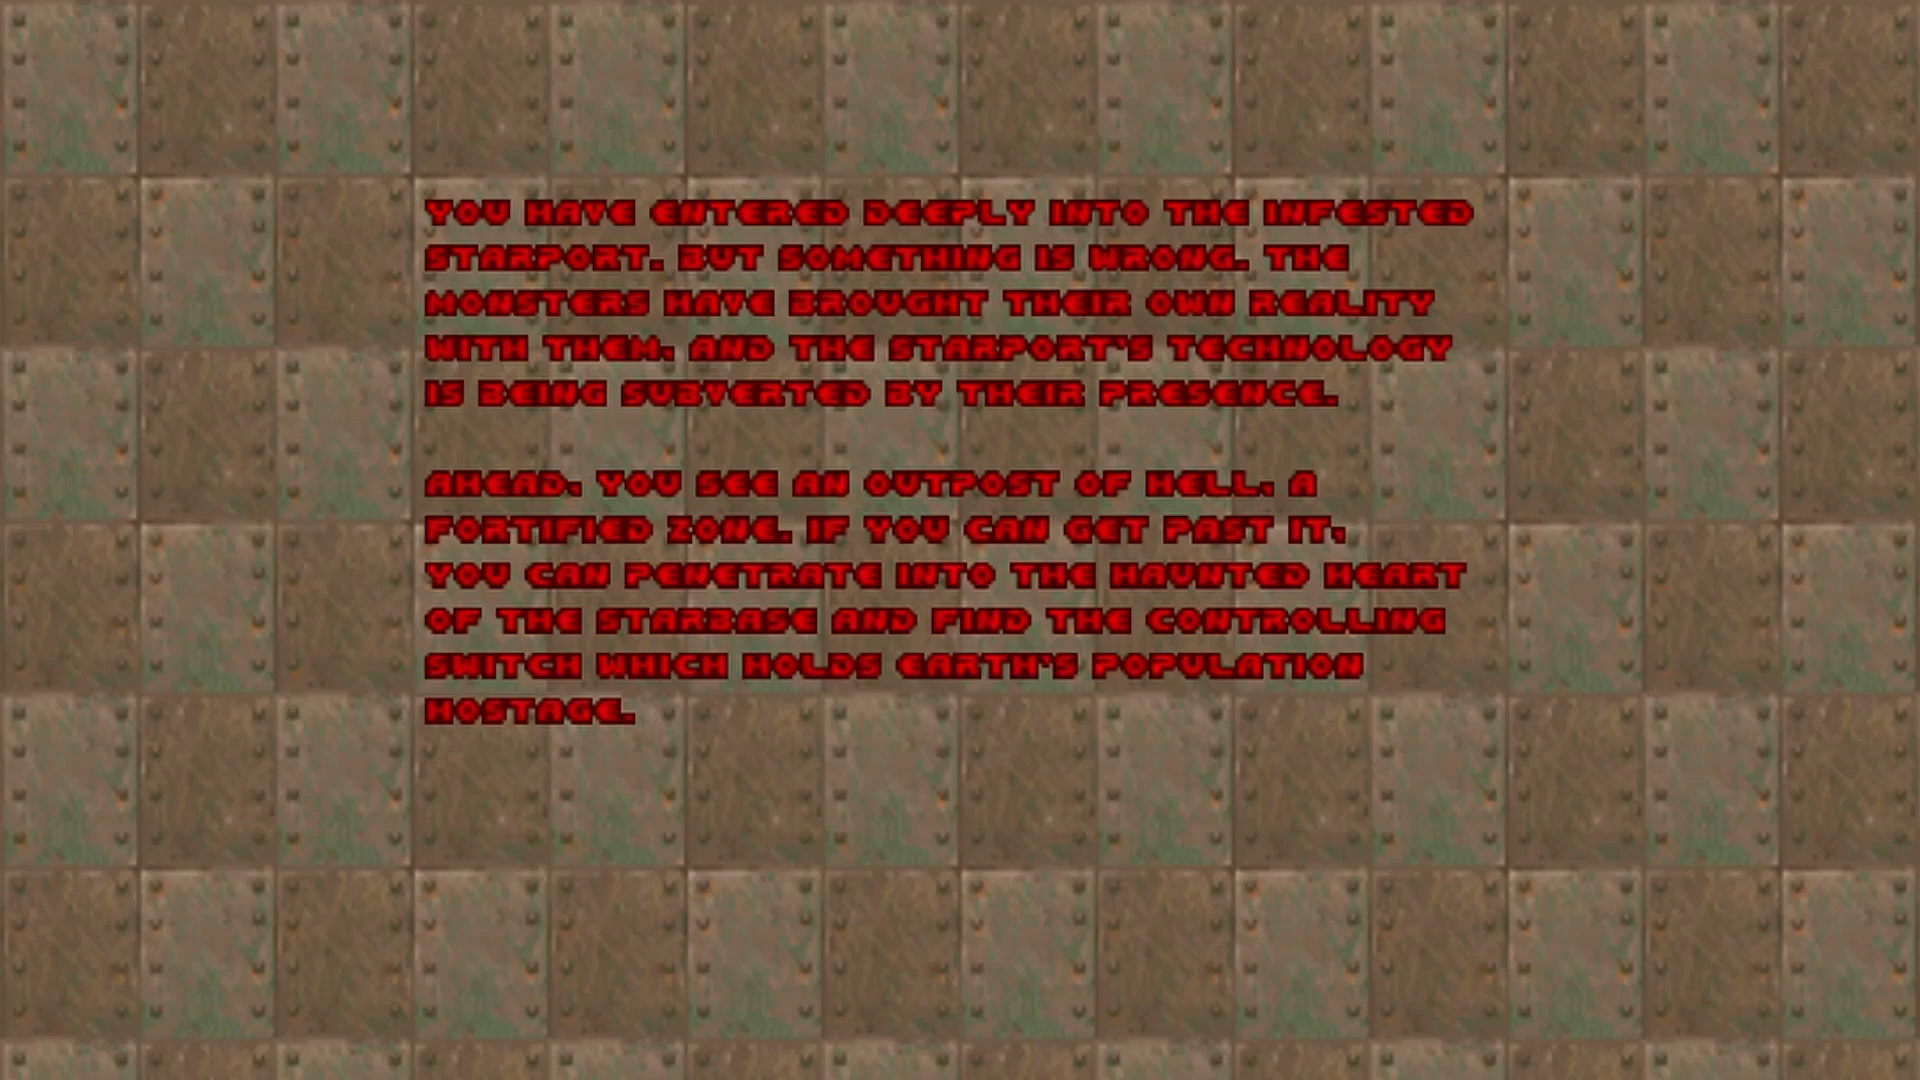 YOU HAVE ENTERED DEEPLY INTO THE INFESTED
STARPORT. BUT SOMETHING IS WRONG. THE
MONSTERS HAVE BROUGHT THEIR OWN REALITY
WITH THEM, AND THE STARPORT'S TECHNOLOGY
IS BEING SUBVERTED BY THEIR PRESENCE.
AHEAD, YOU SEE AN OUTPOST OF HELL, A
FORTIFIED ZONE. IF YOU CAN GET PAST IT,
YOU CAN PENETRATE INTO THE HAUNTED HEART
OF THE STARBASE AND FIND THE CONTROLLING
SWITCH WHICH HOLDS EARTH'S POPULATION
HOSTAGE.